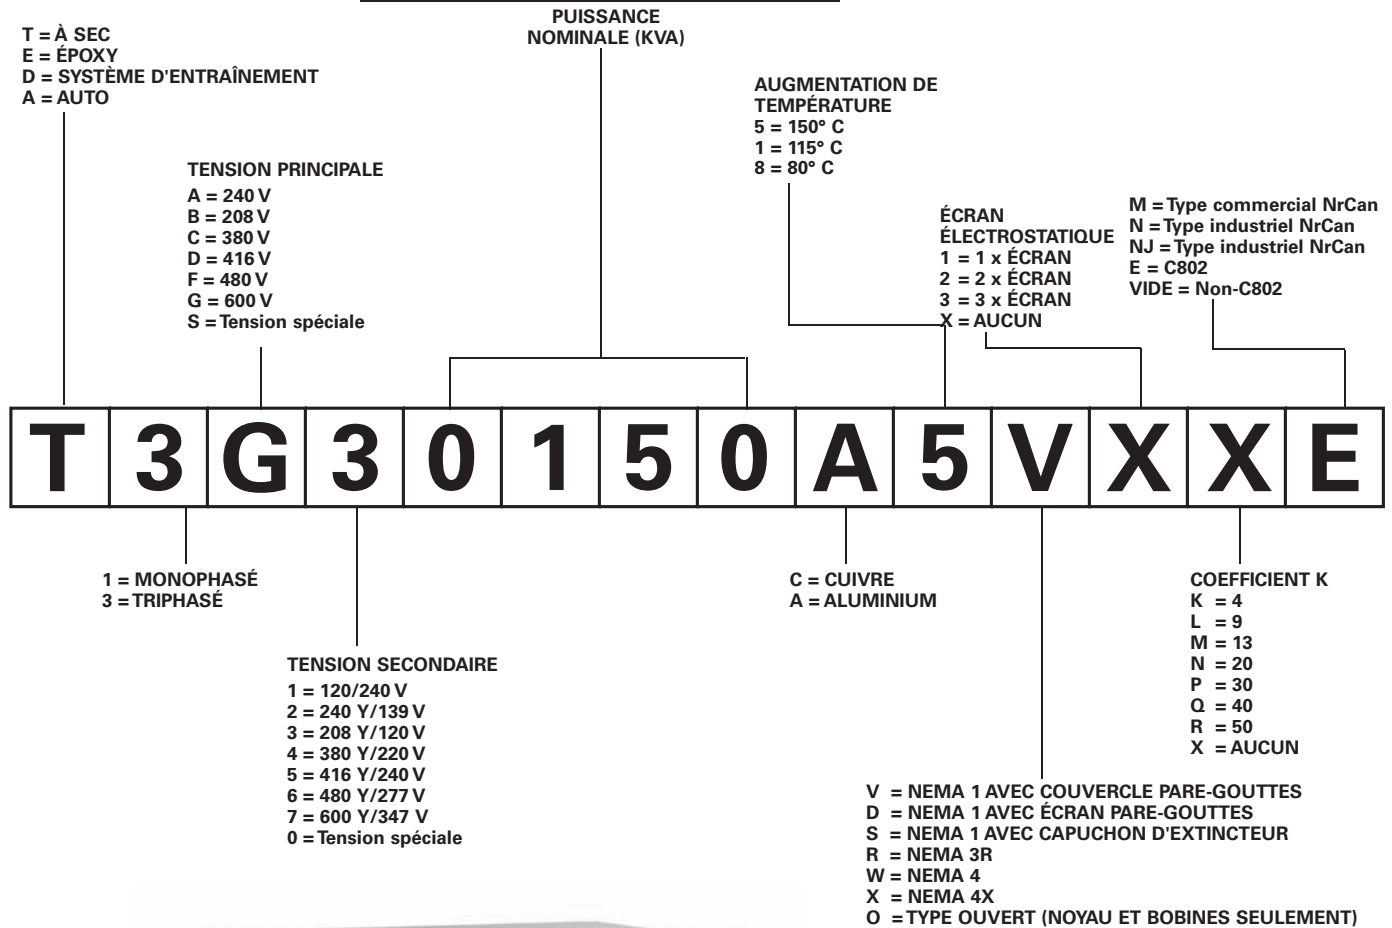 PUISSANCE
NOMINALE (KVA)
T = À SEC
E = ÉPOXY
D = SYSTÈME D'ENTRAÎNEMENT
A = AUTO
AUGMENTATION DE
TEMPÉRATURE
5 = 150° C
1 = 115° C
8 = 80° C
TENSION PRINCIPALE
A = 240 V
B = 208 V
C = 380 V
D = 416 V
F = 480 V
G = 600 V
S = Tension spéciale
ÉCRAN
ÉLECTROSTATIQUE
1 = 1 x ÉCRAN
2 = 2 x ÉCRAN
3 = 3 x ÉCRAN
X = AUCUN
M = Type commercial NrCan
N = Type industriel NrCan
NJ = Type industriel NrCan
E = C802
VIDE = Non-C802
T 3 G 3 0 1 5 0 A 5 V X X E
1 = MONOPHASÉ
3 = TRIPHASÉ
TENSION SECONDAIRE
1 = 120/240 V
2 = 240 Y/139 V
3 = 208 Y/120 V
4 = 380 Y/220 V
5 = 416 Y/240 V
6 = 480 Y/277 V
7 = 600 Y/347 V
0 = Tension spéciale
C = CUIVRE
A = ALUMINIUM
COEFFICIENT K
K = 4
L = 9
M = 13
N = 20
P = 30
Q = 40
R = 50
X = AUCUN
V = NEMA 1 AVEC COUVERCLE PARE-GOUTTES
D = NEMA 1 AVEC ÉCRAN PARE-GOUTTES
S = NEMA 1 AVEC CAPUCHON D'EXTINCTEUR
R = NEMA 3R
W = NEMA 4
X = NEMA 4X
O = TYPE OUVERT (NOYAU ET BOBINES SEULEMENT)